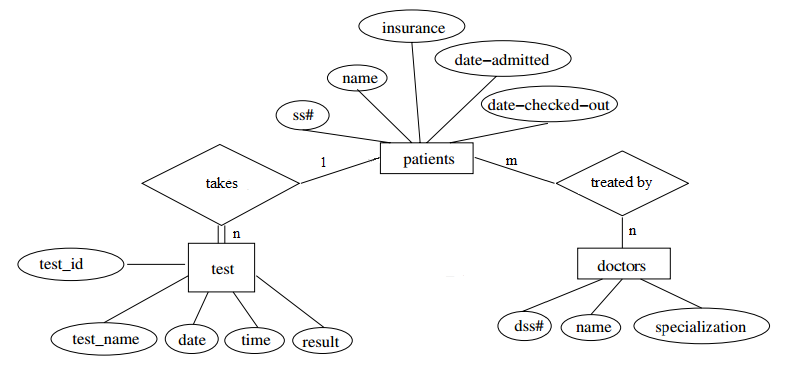 insurance
date−admitted
name
date−checked−out
ss#
patients
1
m
takes
treated by
n
n
test_id
test
doctors
test_name
date
time
result
dss#
name
specialization